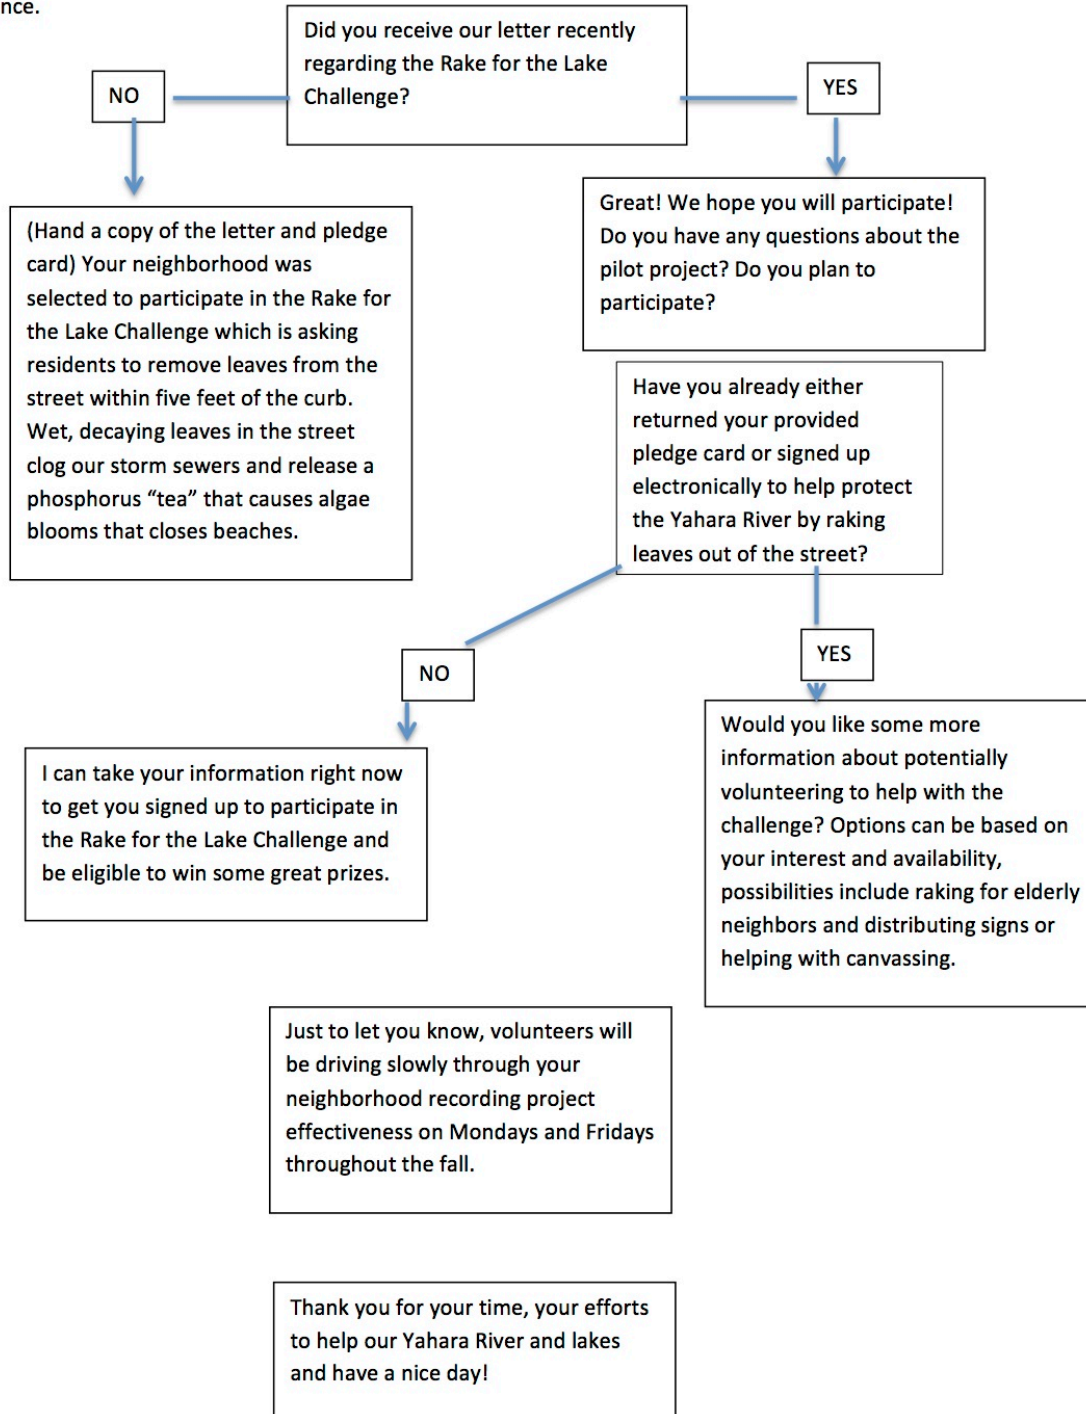 nce.
Did you receive our letter recently
regarding the Rake for the Lake
Challenge?
NO
YES
(Hand a copy of the letter and pledge
card) Your neighborhood was
selected to participate in the Rake for
the Lake Challenge which is asking
residents to remove leaves from the
street within five feet of the curb.
Wet, decaying leaves in the street
clog our storm sewers and release a
phosphorus “tea” that causes algae
blooms that closes beaches.
Great! We hope you will participate!
Do you have any questions about the
pilot project? Do you plan to
participate?
Have you already either
returned your provided
pledge card or signed up
electronically to help protect
the Yahara River by raking
leaves out of the street?
NO
YES
I can take your information right now
to get you signed up to participate in
the Rake for the Lake Challenge and
be eligible to win some great prizes.
Would you like some more
information about potentially
volunteering to help with the
challenge? Options can be based on
your interest and availability,
possibilities include raking for elderly
neighbors and distributing signs or
helping with canvassing.
Just to let you know, volunteers will
be driving slowly through your
neighborhood recording project
effectiveness on Mondays and Fridays
throughout the fall.
Thank you for your time, your efforts
to help our Yahara River and lakes
and have a nice day!